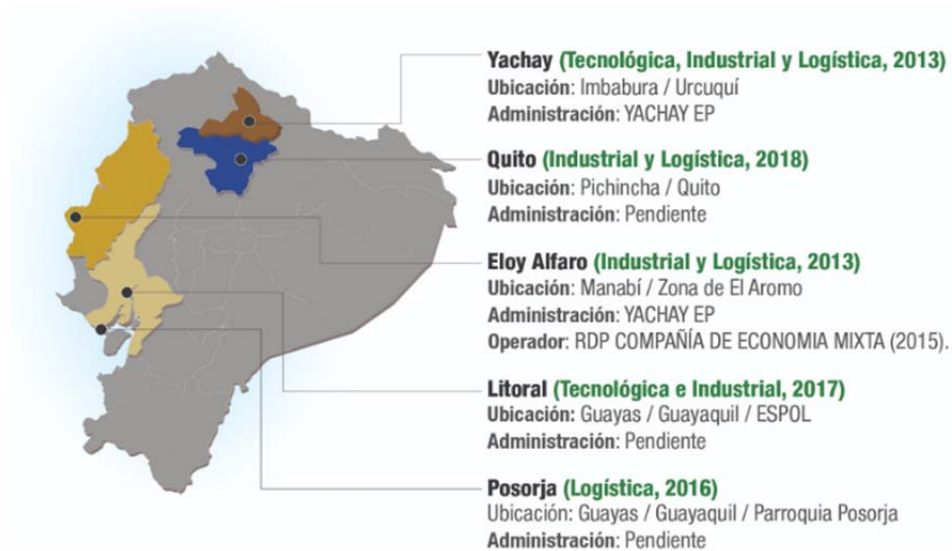 Yachay (Tecnológica, Industrial y Logística, 2013)
Ubicación: Imbabura / Urcuquí
Administración: YACHAY EP
Quito (Industrial y Logística, 2018)
Ubicación: Pichincha / Quito
Administración: Pendiente
Eloy Alfaro (Industrial y Logística, 2013)
Ubicación: Manabí / Zona de El Aromo
Administración: YACHAY EP
Operador: RDP COMPAÑÍA DE ECONOMIA MIXTA (2015).
Litoral (Tecnológica e Industrial, 2017)
Ubicación: Guayas / Guayaquil / ESPOL
Administración: Pendiente
Posorja (Logística, 2016)
Ubicación: Guayas / Guayaquil / Parroquia Posorja
Administración: Pendiente